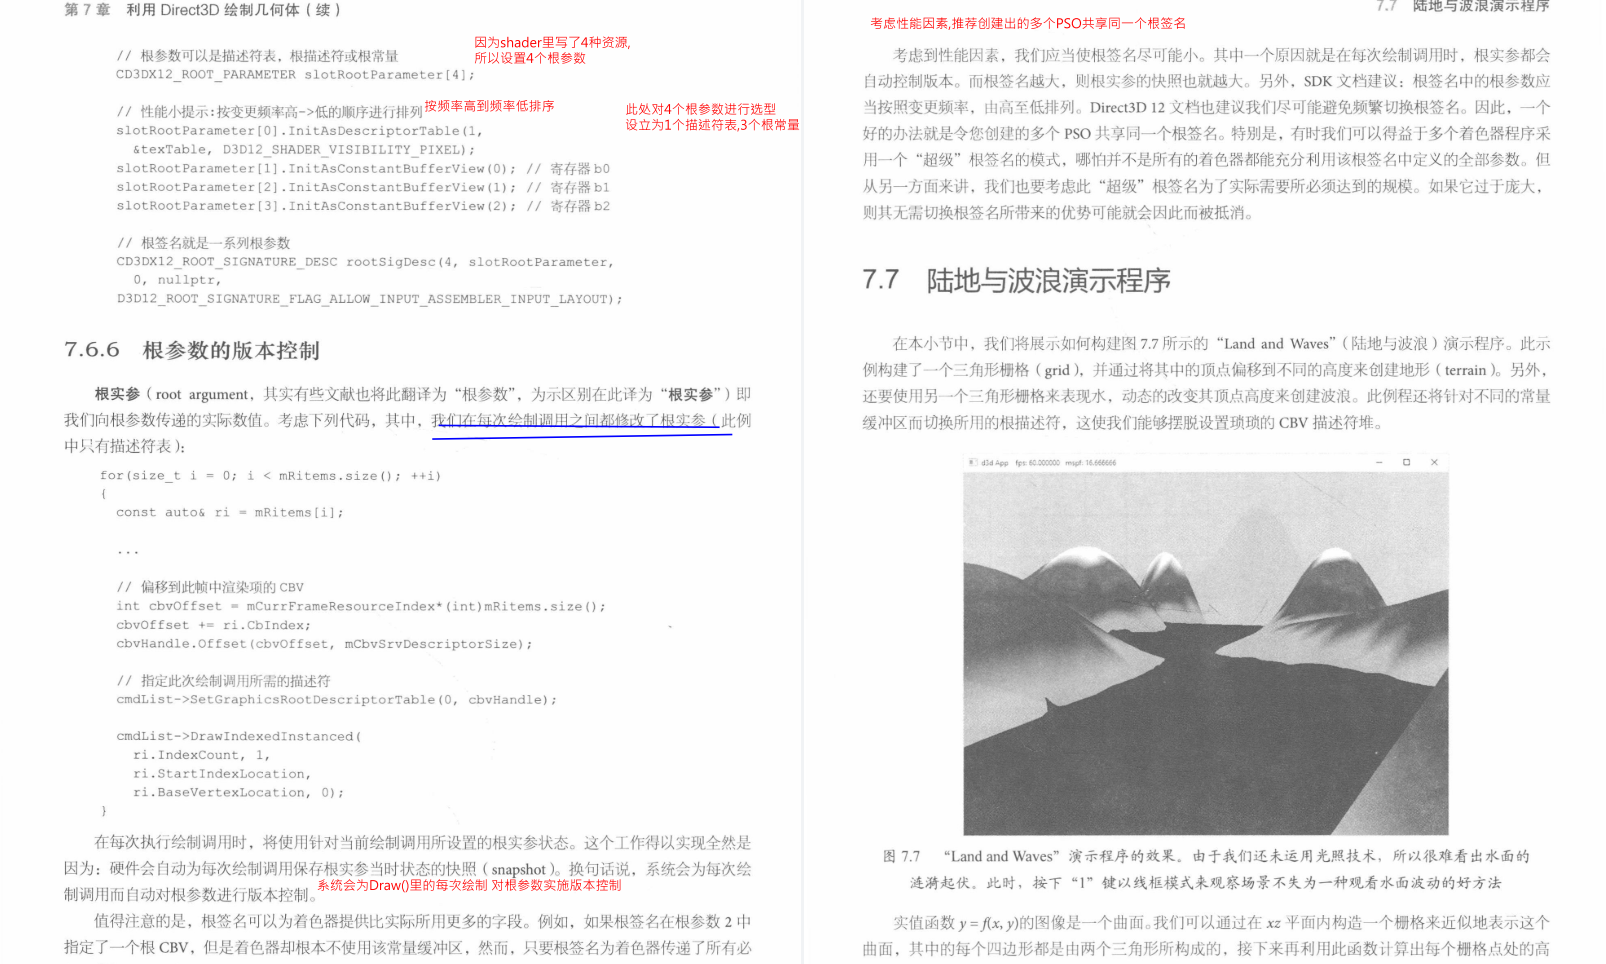 第 7 章 利用 Direct3D 绘制几何体（续）
// 根参数可以是描述符表，根描述符或根常量
CD3DX12_ROOT_PARAMETER slotRootParameter[4];
因为shader里写了4种资源,
所以设置4个根参数
// 性能小提示:按变更频率高->低的顺序进行排列
按频率高到频率低排序
slotRootParameter[0].InitAsDescriptorTable(1,
&texTable, D3D12_SHADER_VISIBILITY_PIXEL);
此处对4个根参数进行选型
设立为1个描述符表,3个根常量
slotRootParameter[1].InitAsConstantBufferView(0); // 寄存器 b0
slotRootParameter[2].InitAsConstantBufferView(1); // 寄存器 b1
slotRootParameter[3].InitAsConstantBufferView(2); // 寄存器 b2
// 根签名就是一系列根参数
CD3DX12_ROOT_SIGNATURE_DESC rootSigDesc(4, slotRootParameter,
0, nullptr,
D3D12_ROOT_SIGNATURE_FLAG_ALLOW_INPUT_ASSEMBLER_INPUT_LAYOUT);
7.6.6 根参数的版本控制
根实参（root argument，其实有些文献也将此翻译为“根参数”，为示区别在此译为“根实参”）即
我们向根参数传递的实际数值。考虑下列代码，其中，我们在每次绘制调用之间都修改了根实参（此例
中只有描述符表）：
for(size_t i = 0; i < mRitems.size(); ++i)
{
const auto& ri = mRitems[i];
...
// 偏移到此帧中渲染项的 CBV
int cbvOffset = mCurrFrameResourceIndex*(int)mRitems.size();
cbvOffset += ri.CbIndex;
cbvHandle.Offset(cbvOffset, mCbvSrvDescriptorSize);
// 指定此次绘制调用所需的描述符
cmdList->SetGraphicsRootDescriptorTable(0, cbvHandle);
cmdList->DrawIndexedInstanced(
ri.IndexCount, 1,
ri.StartIndexLocation,
ri.BaseVertexLocation, 0);
}
在每次执行绘制调用时，将使用针对当前绘制调用所设置的根实参状态。这个工作得以实现全然是
因为：硬件会自动为每次绘制调用保存根实参当时状态的快照（snapshot）。换句话说，系统会为每次绘
制调用而自动对根参数进行版本控制。
系统会为Draw()里的每次绘制 对根参数实施版本控制
值得注意的是，根签名可以为着色器提供比实际所用更多的字段。例如，如果根签名在根参数 2 中
指定了一个根 CBV，但是着色器却根本不使用该常量缓冲区，然而，只要根签名为着色器传递了所有必
7.7 陆地与波浪演示程序
考虑性能因素,推荐创建出的多个PSO共享同一个根签名
考虑到性能因素，我们应当使根签名尽可能小。其中一个原因就是在每次绘制调用时，根实参都会
自动控制版本。而根签名越大，则根实参的快照也就越大。另外，SDK 文档建议：根签名中的根参数应
当按照变更频率，由高至低排列。Direct3D 12 文档也建议我们尽可能避免频繁切换根签名。因此，一个
好的办法就是令您创建的多个 PSO 共享同一个根签名。特别是，有时我们可以得益于多个着色器程序采
用一个“超级”根签名的模式，哪怕并不是所有的着色器都能充分利用该根签名中定义的全部参数。但
从另一方面来讲，我们也要考虑此“超级”根签名为了实际需要所必须达到的规模。如果它过于庞大，
则其无需切换根签名所带来的优势可能就会因此而被抵消。
7.7 陆地与波浪演示程序
在本小节中，我们将展示如何构建图 7.7 所示的“Land and Waves”（陆地与波浪）演示程序。此示
例构建了一个三角形栅格（grid），并通过将其中的顶点偏移到不同的高度来创建地形（terrain）。另外，
还要使用另一个三角形栅格来表现水，动态的改变其顶点高度来创建波浪。此例程还将针对不同的常量
缓冲区而切换所用的根描述符，这使我们能够摆脱设置琐琐的 CBV 描述符堆。
d3d App fps: 60.000000 mspf: 16.666666
图 7.7 “Land and Waves”演示程序的效果。由于我们还未运用光照技术，所以很难看出水面的
涟漪起伏。此时，按下“1”键以线框模式来观察场景不失为一种观看水面波动的好方法
实值函数 y = f(x, y)的图像是一个曲面。我们可以通过在 xz 平面内构造一个栅格来近似地表示这个
曲面，其中的每个四边形都是由两个三角形所构成的，接下来再利用此函数计算出每个栅格点处的高